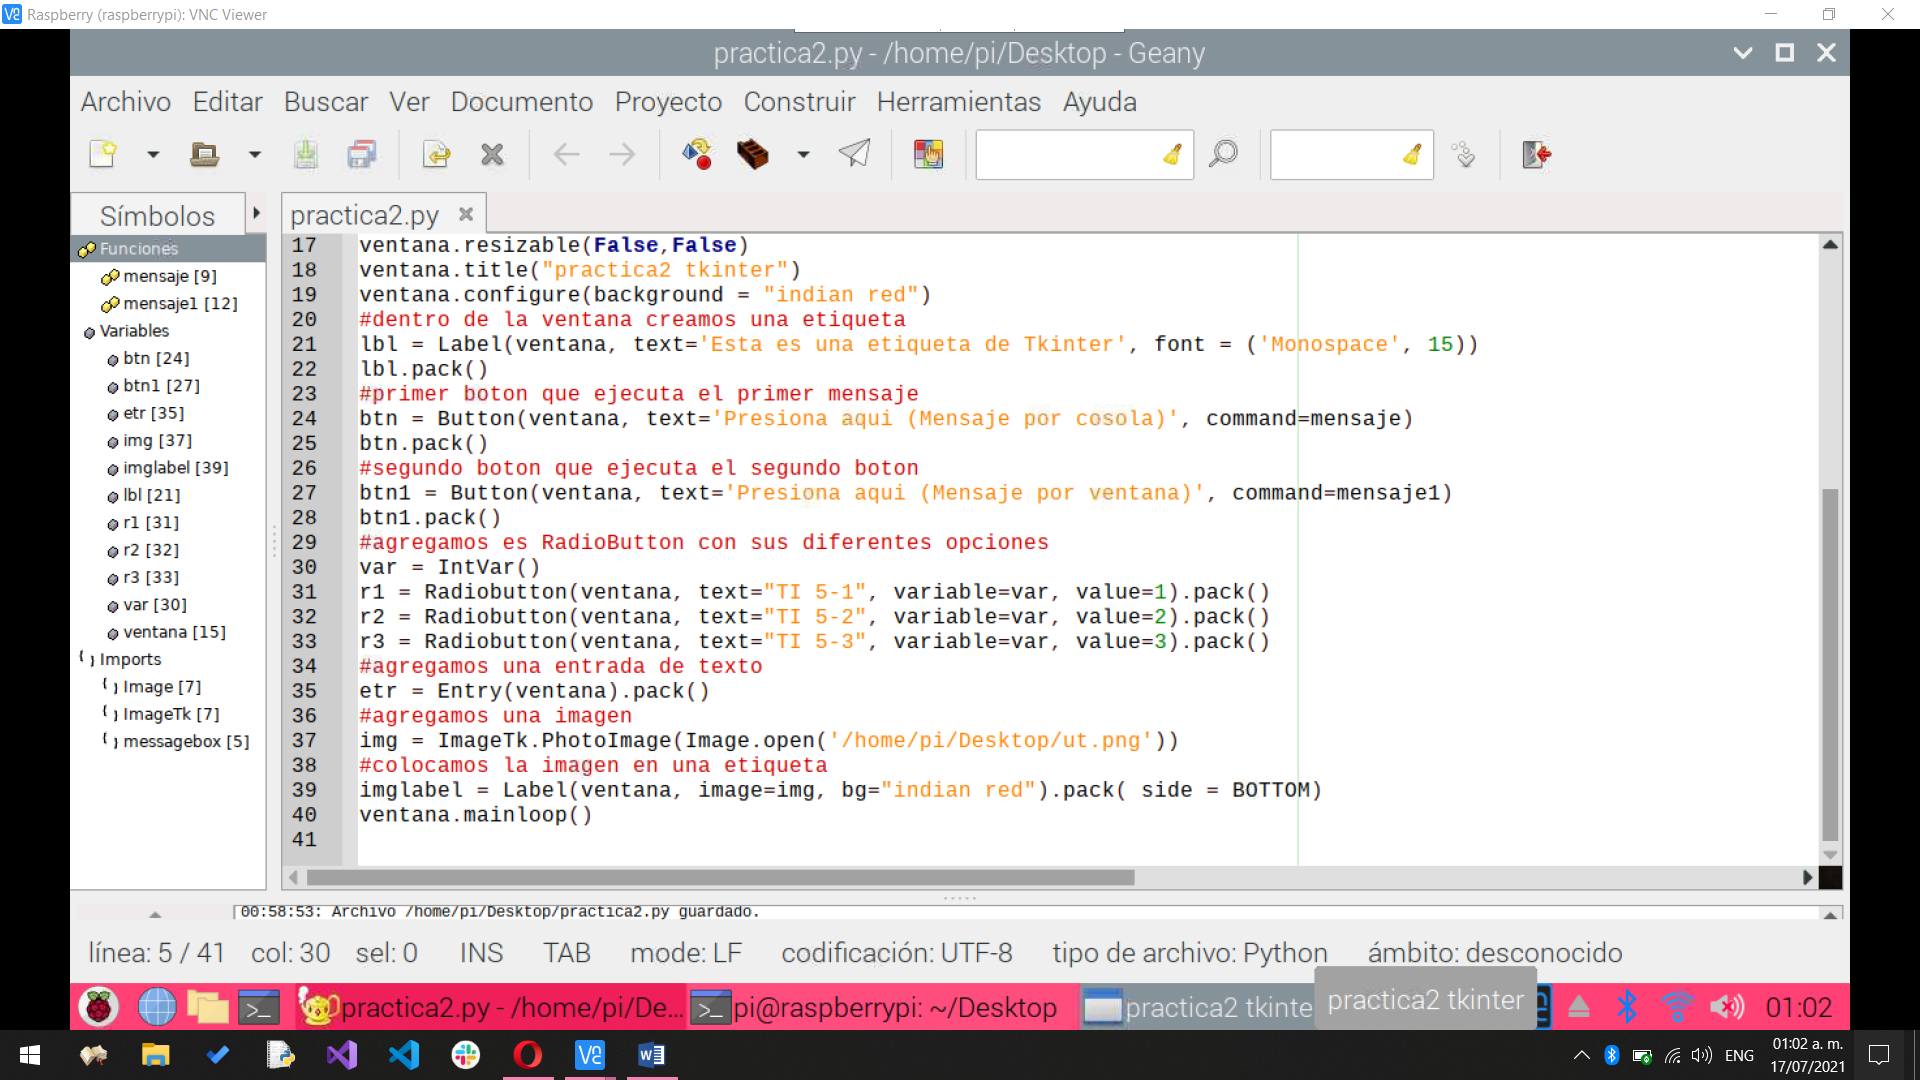 Raspberry (raspberrypi): VNC Viewer
practica2.py - /home/pi/Desktop - Geany
Archivo Editar Buscar Ver Documento Proyecto Construir Herramientas Ayuda
Símbolos
practica2.py
Funciones
mensaje [9]
mensaje1 [12]
Variables
btn [24]
btn1 [27]
etr [35]
img [37]
imglabel [39]
lbl [21]
r1 [31]
r2 [32]
r3 [33]
var [30]
ventana [15]
Imports
Image [7]
ImageTk [7]
messagebox [5]
17 ventana.resizable(False,False)
18 ventana.title("practica2 tkinter")
19 ventana.configure(background = "indian red")
20 #dentro de la ventana creamos una etiqueta
21 lbl = Label(ventana, text='Esta es una etiqueta de Tkinter', font = ('Monospace', 15))
22 lbl.pack()
23 #primer boton que ejecuta el primer mensaje
24 btn = Button(ventana, text='Presiona aqui (Mensaje por cosola)', command=mensaje)
25 btn.pack()
26 #segundo boton que ejecuta el segundo boton
27 btn1 = Button(ventana, text='Presiona aqui (Mensaje por ventana)', command=mensaje1)
28 btn1.pack()
29 #agregamos es RadioButton con sus diferentes opciones
30 var = IntVar()
31 r1 = Radiobutton(ventana, text="TI 5-1", variable=var, value=1).pack()
32 r2 = Radiobutton(ventana, text="TI 5-2", variable=var, value=2).pack()
33 r3 = Radiobutton(ventana, text="TI 5-3", variable=var, value=3).pack()
34 #agregamos una entrada de texto
35 etr = Entry(ventana).pack()
36 #agregamos una imagen
37 img = ImageTk.PhotoImage(Image.open('/home/pi/Desktop/ut.png'))
38 #colocamos la imagen en una etiqueta
39 imglabel = Label(ventana, image=img, bg="indian red").pack( side = BOTTOM)
40 ventana.mainloop()
41
00:58:53: Archivo /home/pi/Desktop/practica2.py guardado.
línea: 5 / 41 col: 30 sel: 0 INS TAB mode: LF codificación: UTF-8 tipo de archivo: Python ámbito: desconocido
practica2.py - /home/pi/De... pi@raspberrypi: ~/Desktop practica2 tkinte practica2 tkinter 01:02
ENG 01:02 a. m.
17/07/2021